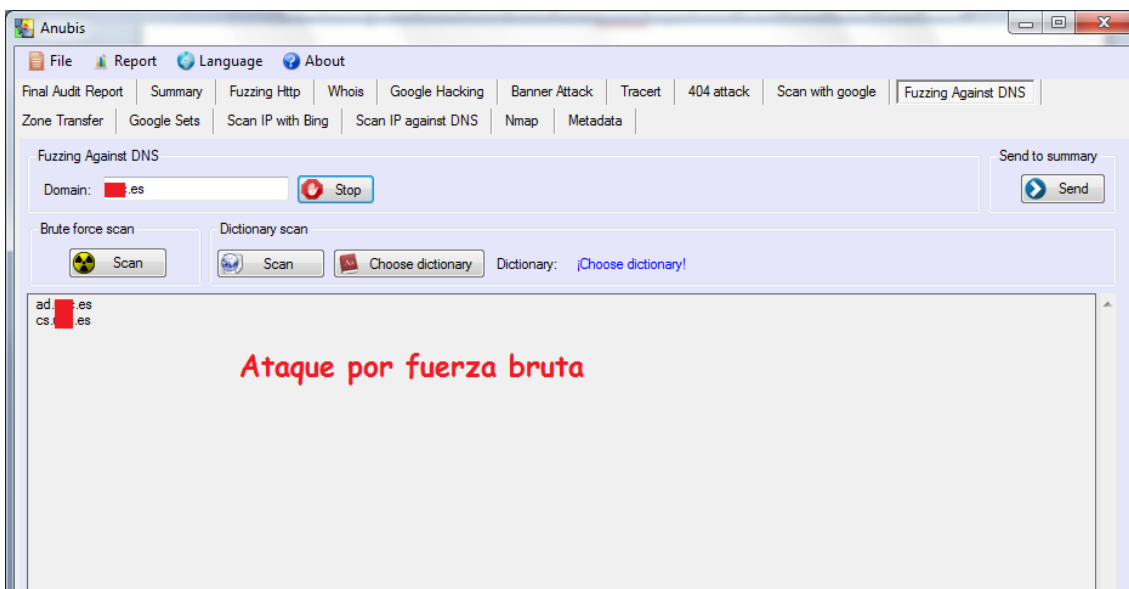 Anubis
File Report Language About
Final Audit Report Summary Fuzzing Http Whois Google Hacking Banner Attack Tracert 404 attack Scan with google Fuzzing Against DNS
Zone Transfer Google Sets Scan IP with Bing Scan IP against DNS Nmap Metadata
Fuzzing Against DNS Send to summary
Domain: .es Stop Send
Brute force scan Dictionary scan
Scan Scan Choose dictionary Dictionary: ¡Choose dictionary!
ad. .es
cs. .es
Ataque por fuerza bruta